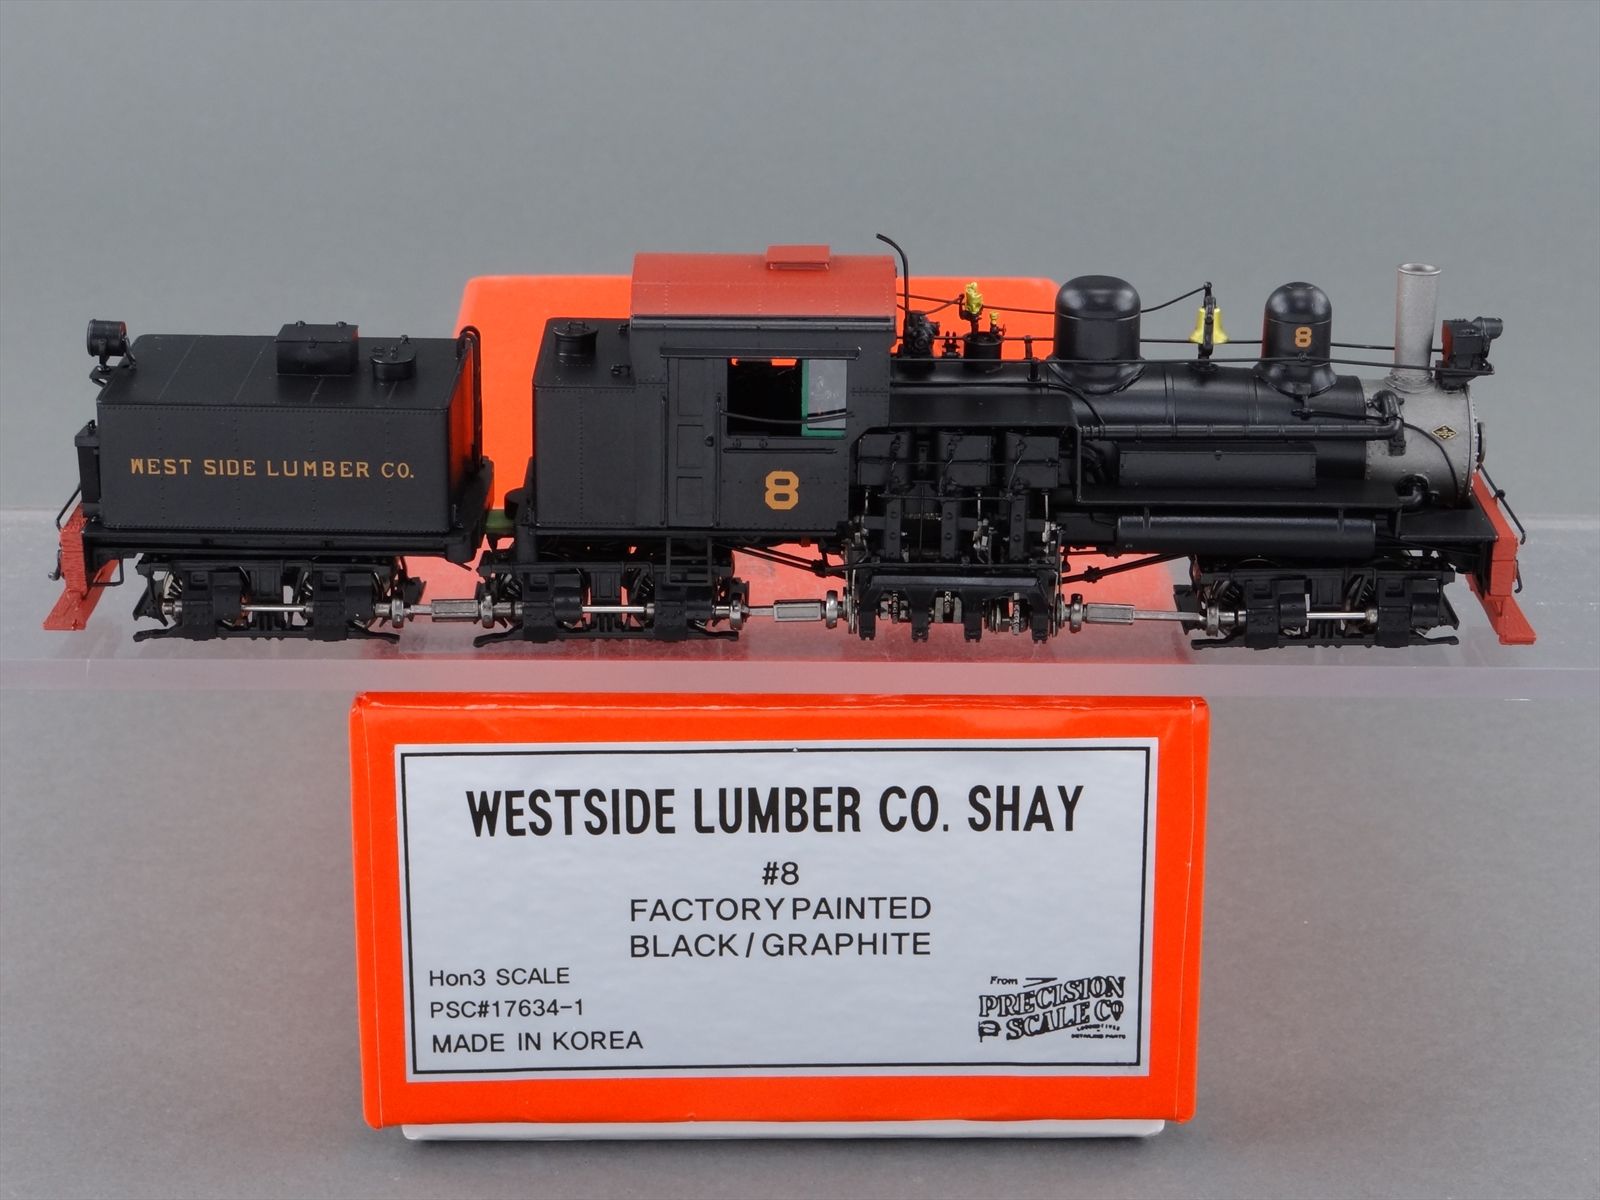 8
WEST SIDE LUMBER CO.
8
WESTSIDE LUMBER CO. SHAY
#8
FACTORY PAINTED
BLACK/GRAPHITE
Hon3 SCALE
PSC#17634-1
MADE IN KOREA
From
PRECISION
SCALE Co